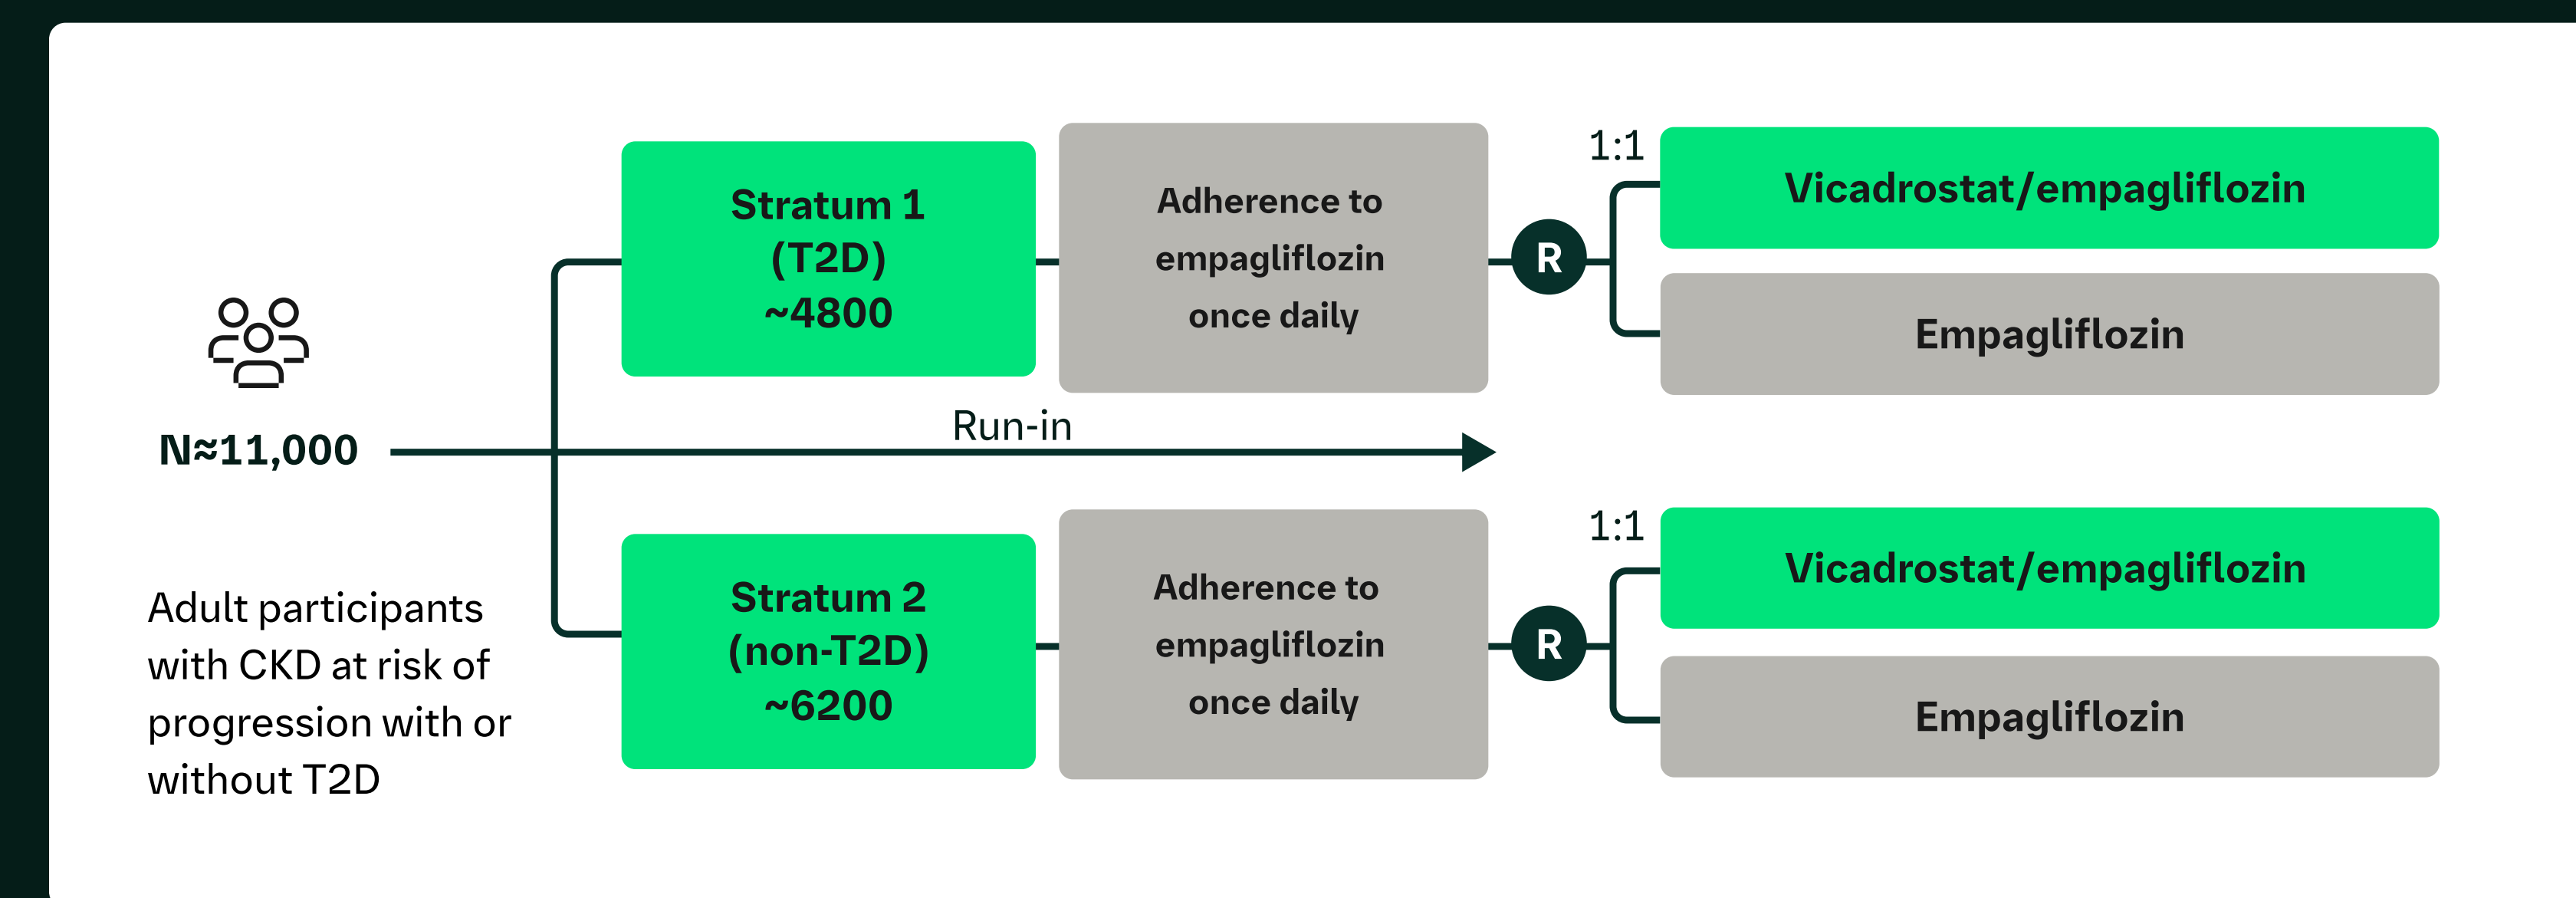 N≈11,000
Adult participants
with CKD at risk of
progression with or
without T2D
Stratum 1
(T2D)
~4800
Adherence to
empagliflozin
once daily
R
1:1
Vicadrostat/empagliflozin
Empagliflozin
Run-in
Stratum 2
(non-T2D)
~6200
Adherence to
empagliflozin
once daily
R
1:1
Vicadrostat/empagliflozin
Empagliflozin